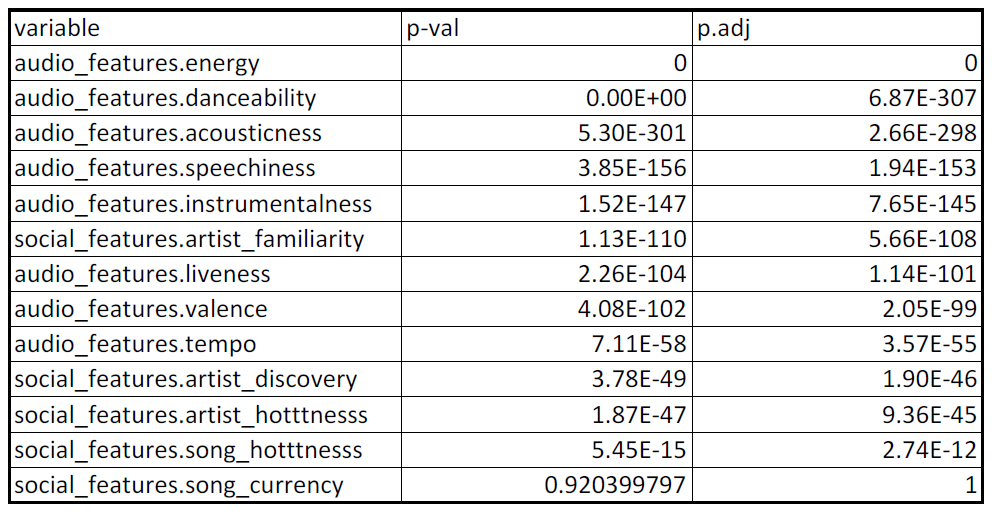 variable p-val p.adj
audio_features.energy 0 0
audio_features.danceability 0.00E+00 6.87E-307
audio_features.acousticness 5.30E-301 2.66E-298
audio_features.speechiness 3.85E-156 1.94E-153
audio_features.instrumentalness 1.52E-147 7.65E-145
social_features.artist_familiarity 1.13E-110 5.66E-108
audio_features.liveness 2.26E-104 1.14E-101
audio_features.valence 4.08E-102 2.05E-99
audio_features.tempo 7.11E-58 3.57E-55
social_features.artist_discovery 3.78E-49 1.90E-46
social_features.artist_hotttnesss 1.87E-47 9.36E-45
social_features.song_hotttnesss 5.45E-15 2.74E-12
social_features.song_currency 0.920399797 1